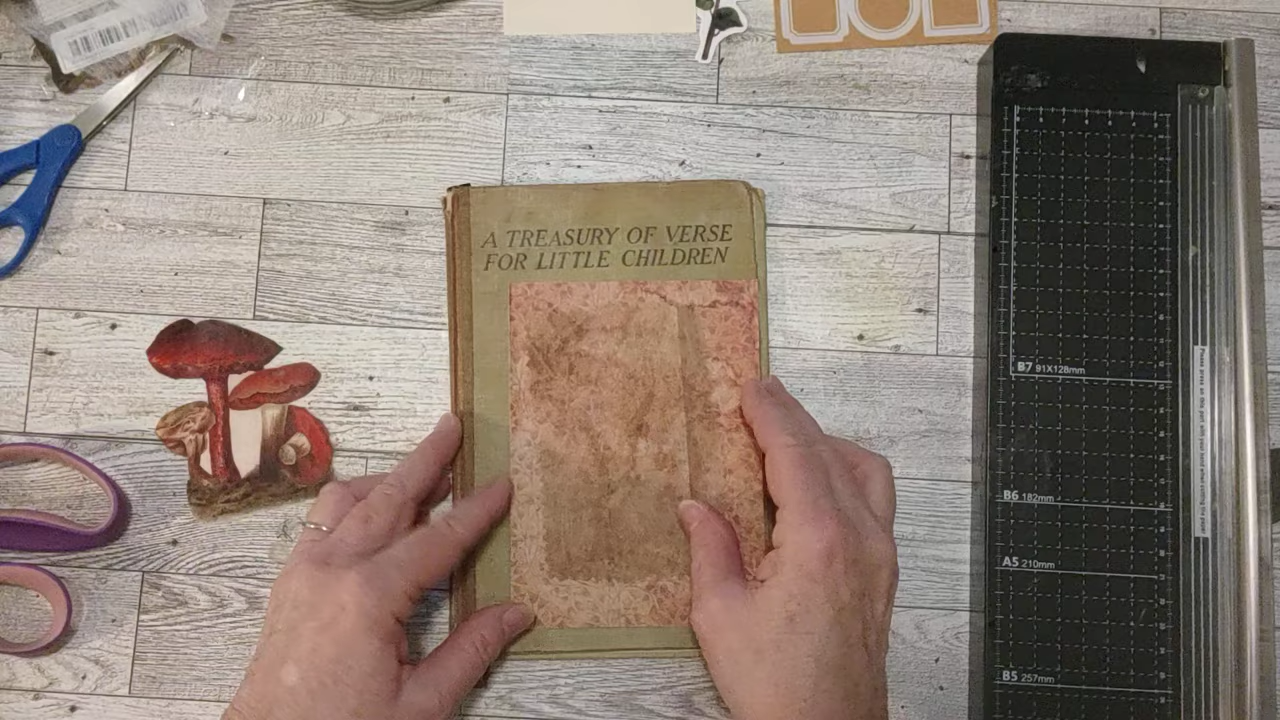 A TREASURY OF VERSE
FOR LITTLE CHILDREN
B7 91X128mm
B6 182mm
A5 210mm
B5 257mm